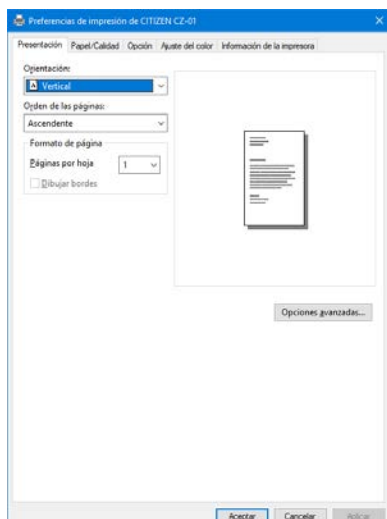 Preferencias de impresión de CITIZEN CZ-01
Presentación Papel/Calidad Opción Ajuste del color Información de la impresora
Orientación:
Vertical
Orden de las páginas:
Ascendente
Formato de página
Páginas por hoja 1
Dibujar bordes
Opciones avanzadas...
Aceptar Cancelar Aplicar